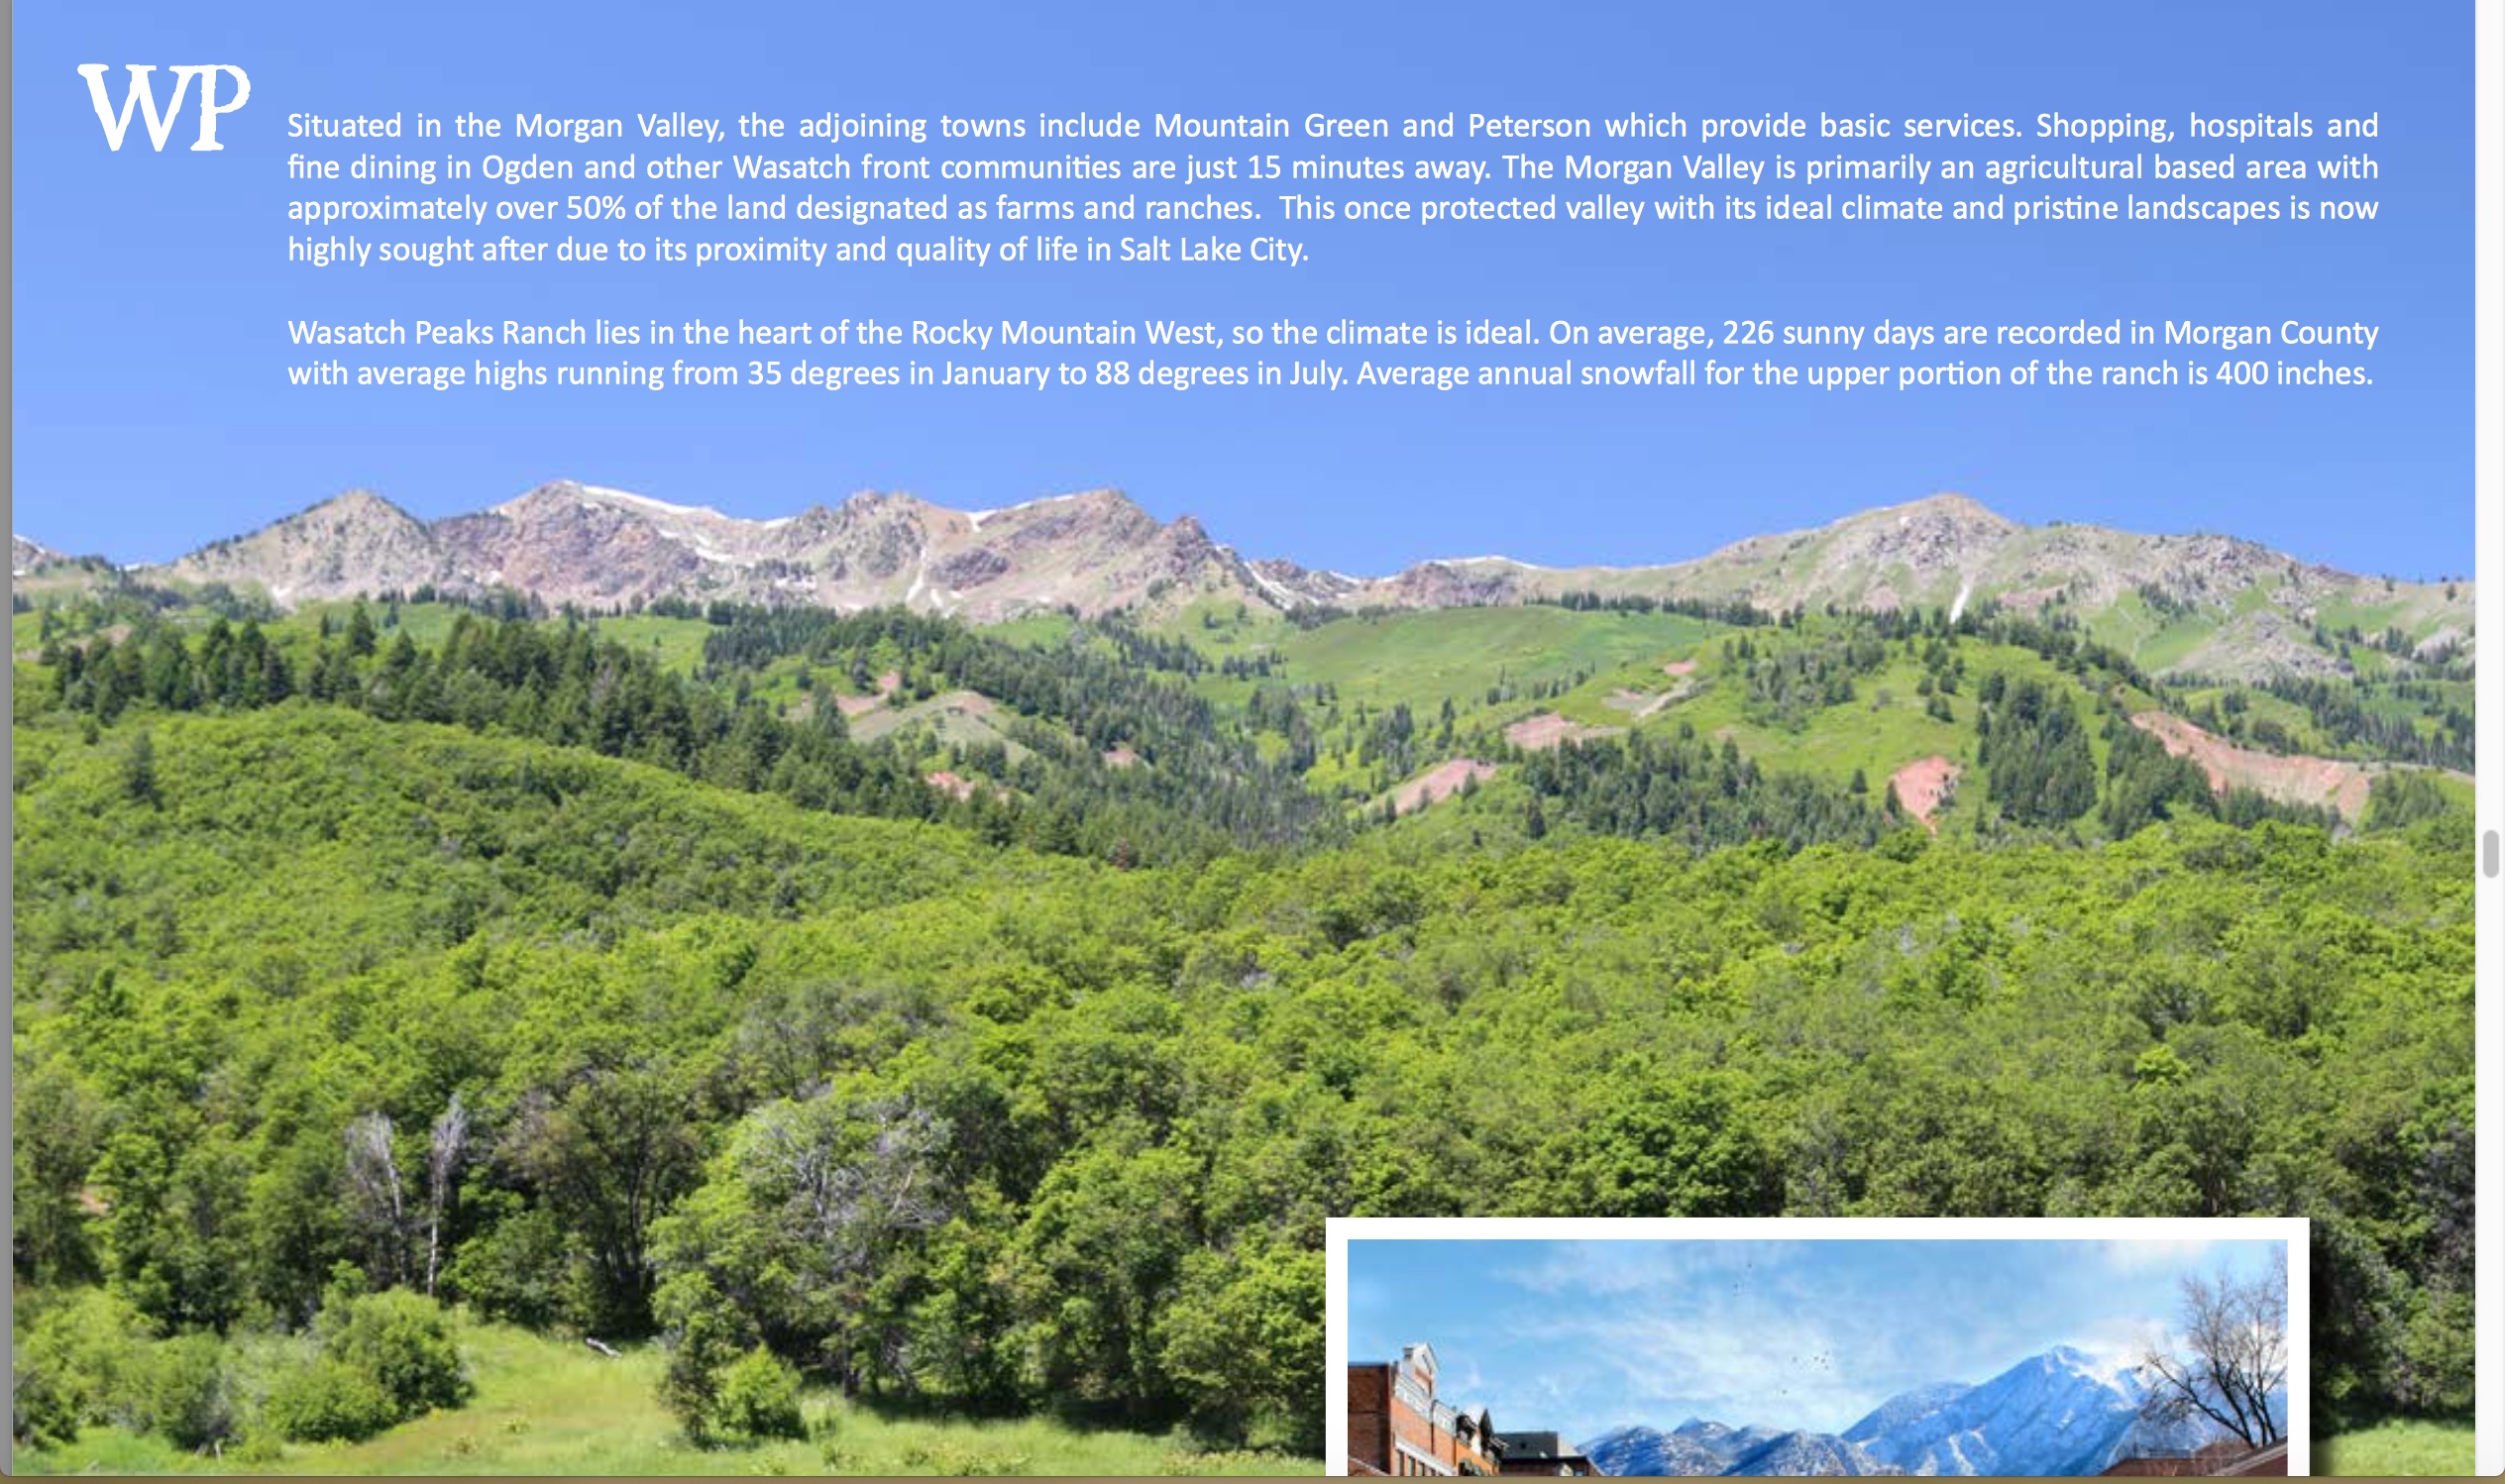 WP
Situated in the Morgan Valley, the adjoining towns include Mountain Green and Peterson which provide basic services. Shopping, hospitals and
fine dining in Ogden and other Wasatch front communities are just 15 minutes away. The Morgan Valley is primarily an agricultural based area with
approximately over 50% of the land designated as farms and ranches.  This once protected valley with its ideal climate and pristine landscapes is now
highly sought after due to its proximity and quality of life in Salt Lake City.
Wasatch Peaks Ranch lies in the heart of the Rocky Mountain West, so the climate is ideal. On average, 226 sunny days are recorded in Morgan County
with average highs running from 35 degrees in January to 88 degrees in July. Average annual snowfall for the upper portion of the ranch is 400 inches.